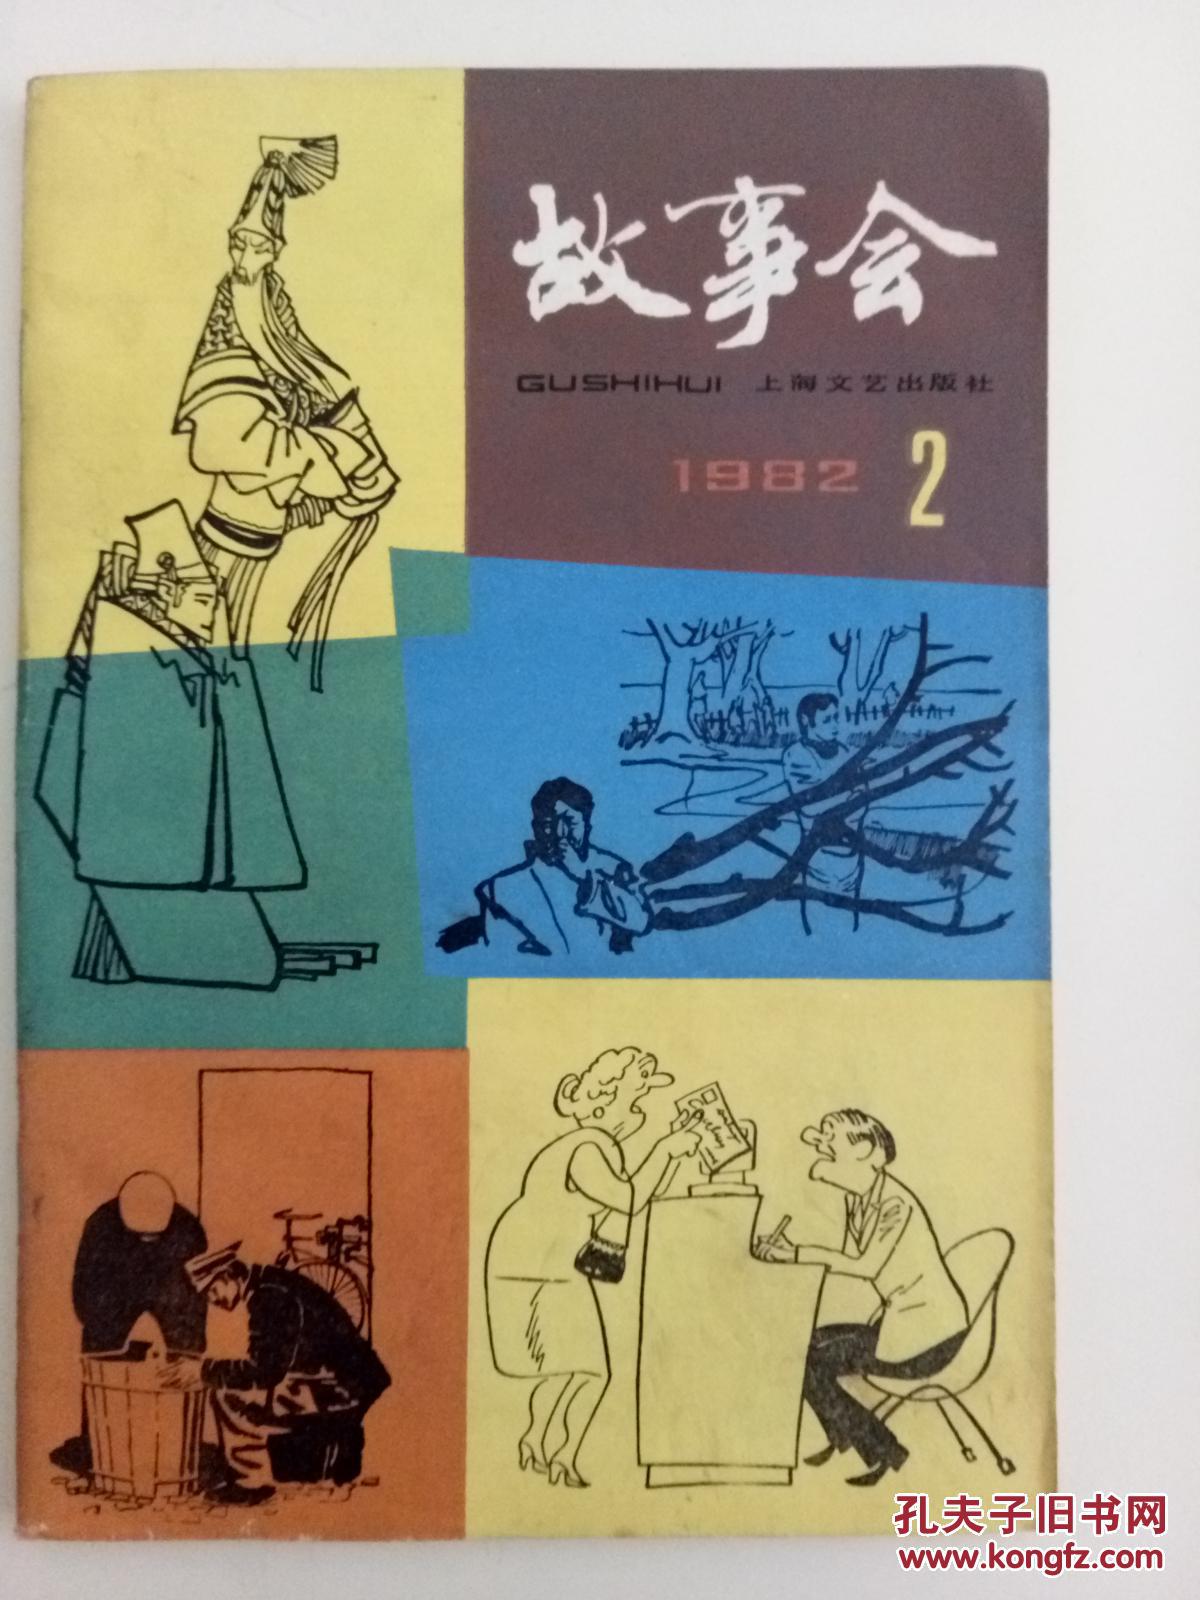 故事会
GUSHIHUI 上海文艺出版社
1982 2
孔夫子旧书网
www.kongfz.com